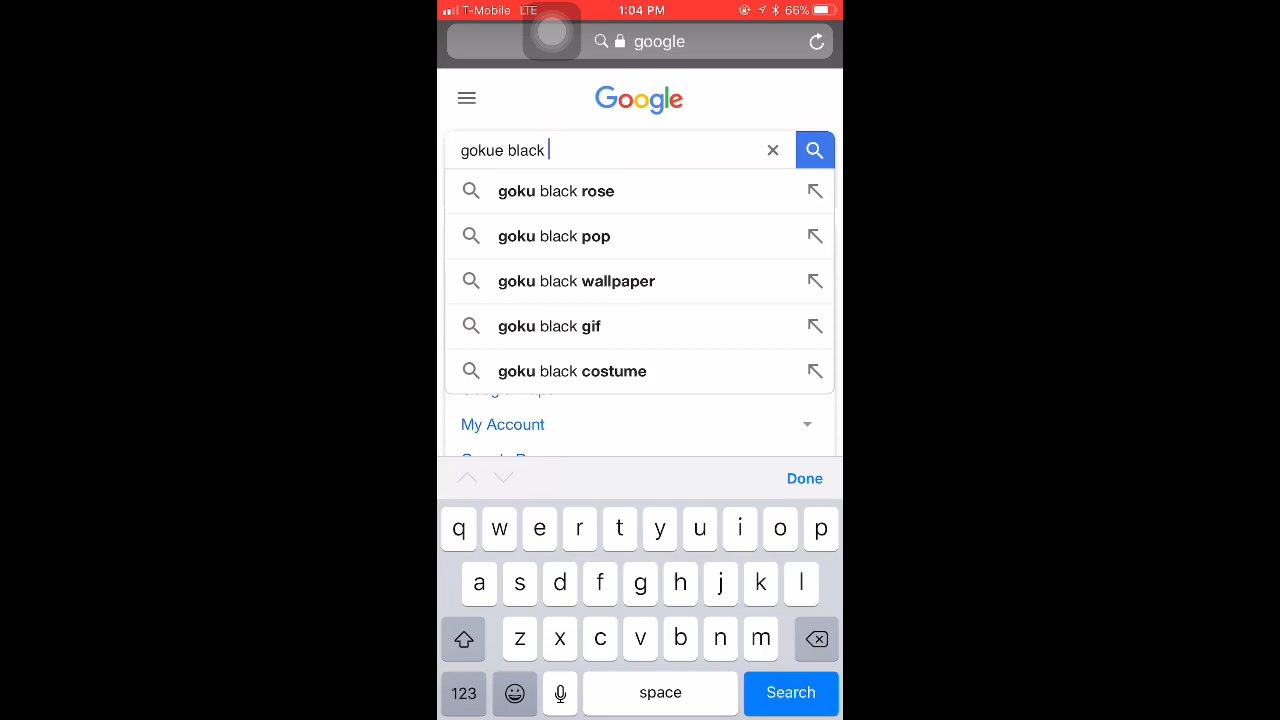 T-Mobile LTE 1:04 PM 66%
google
Google
gokue black
goku black rose
goku black pop
goku black wallpaper
goku black gif
goku black costume
My Account
Done
q w e r t y u i o p
a s d f g h j k l
z x c v b n m
123 space Search